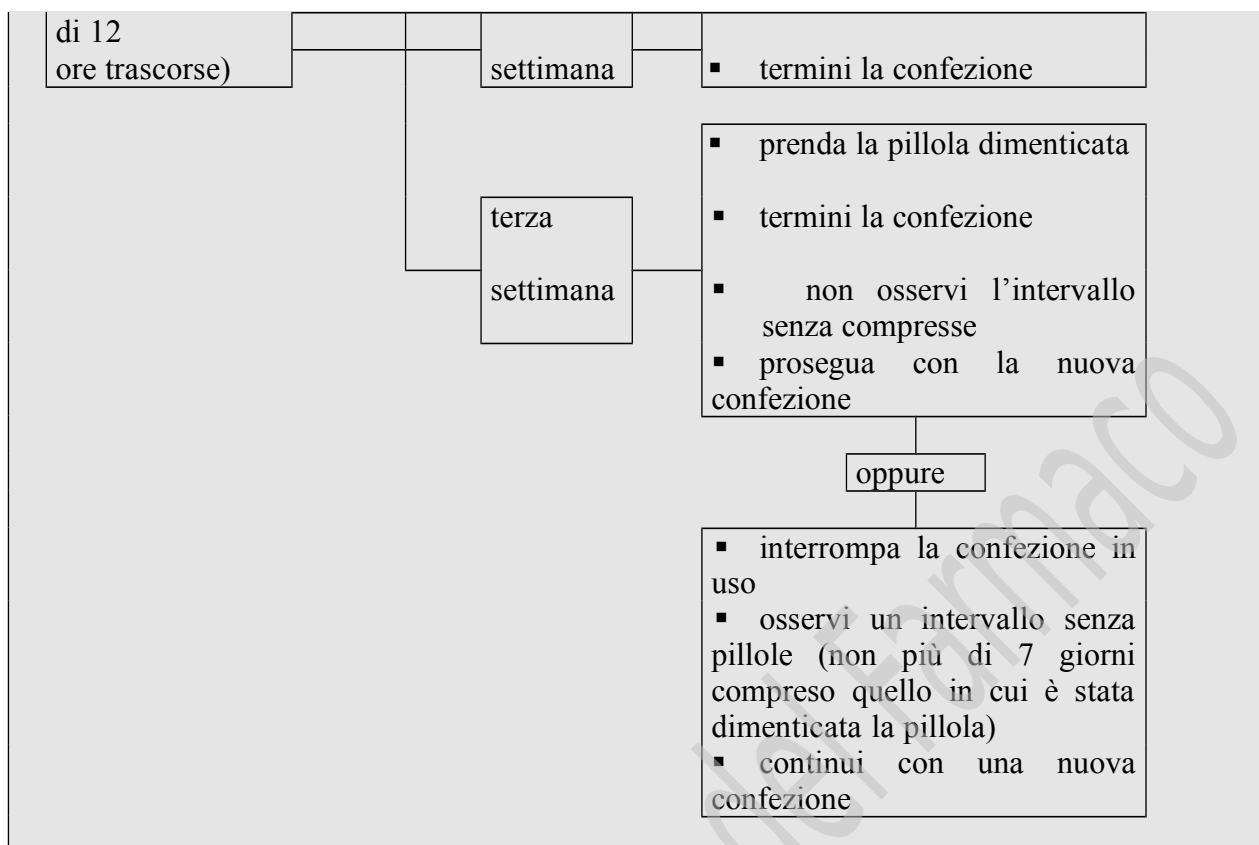 di 12
ore trascorse)
settimana
▪ termini la confezione
▪ prenda la pillola dimenticata
terza
▪ termini la confezione
settimana
▪ non osservi l’intervallo
senza compresse
▪ prosegua con la nuova
confezione
oppure
▪ interrompa la confezione in
uso
▪ osservi un intervallo senza
pillole (non più di 7 giorni
compreso quello in cui è stata
dimenticata la pillola)
▪ continui con una nuova
confezione
del Farmaco